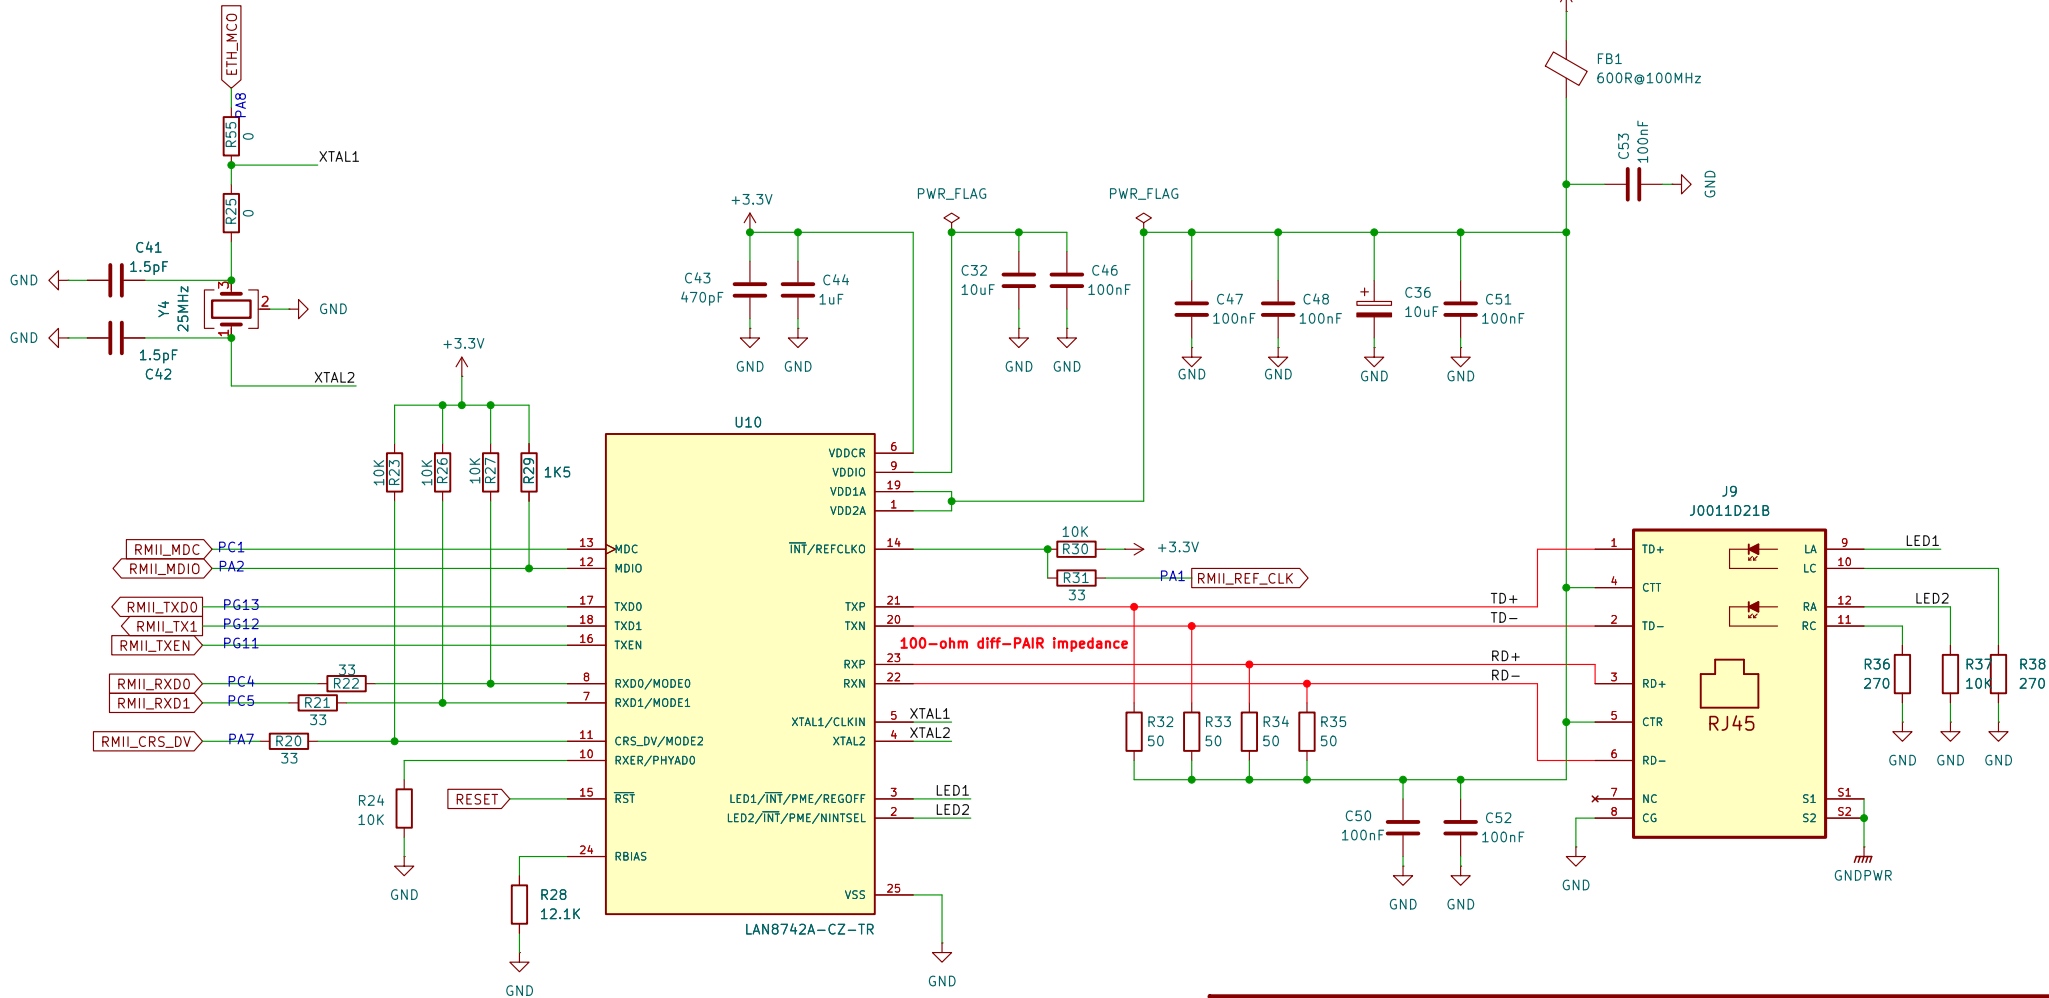 ETH_MCO
PA8
R55
0
XTAL1
R25
0
C41
1.5pF
GND
3
2
GND
Y4
25MHz
1
GND
1.5pF
C42
XTAL2
FB1
600R@100MHz
C53
100nF
GND
+3.3V
PWR_FLAG
PWR_FLAG
C43
470pF
C44
1uF
C32
10uF
C46
100nF
C47
100nF
C48
100nF
+
C36
10uF
C51
100nF
GND
GND
GND
GND
GND
GND
GND
GND
+3.3V
10K
R23
10K
R26
10K
R27
R29
1K5
U10
VDDCR 6
VDDIO 9
VDD1A 19
VDD2A 1
INT/REFCLKO 14
TXP 21
TXN 20
RXP 23
RXN 22
XTAL1/CLKIN 5
XTAL2 4
LED1/INT/PME/REGOFF 3
LED2/INT/PME/NINTSEL 2
VSS 25
RMII_MDC PC1 13 MDC
RMII_MDIO PA2 12 MDIO
RMII_TXD0 PG13 17 TXD0
RMII_TX1 PG12 18 TXD1
RMII_TXEN PG11 16 TXEN
33
RMII_RXD0 PC4 R22 8 RXD0/MODE0
RMII_RXD1 PC5 R21 7 RXD1/MODE1
33
RMII_CRS_DV PA7 R20 11 CRS_DV/MODE2
33
10 RXER/PHYAD0
R24
10K
RESET 15 RST
GND
24 RBIAS
R28
12.1K
GND
LAN8742A-CZ-TR
GND
10K
R30 +3.3V
R31 PA1 RMII_REF_CLK
33
TD+
TD-
100-ohm diff-PAIR impedance
RD+
RD-
XTAL1
XTAL2
LED1
LED2
R32
50
R33
50
R34
50
R35
50
C50
100nF
C52
100nF
GND
GND
J9
J0011D21B
1 TD+ LA 9 LED1
LC 10
4 CTT
RA 12 LED2
2 TD- RC 11
3 RD+
5 CTR
RJ45
6 RD-
7 NC S1 S1
8 CG S2 S2
R36
270
R37
10K
R38
270
GND
GND
GND
GND
GNDPWR